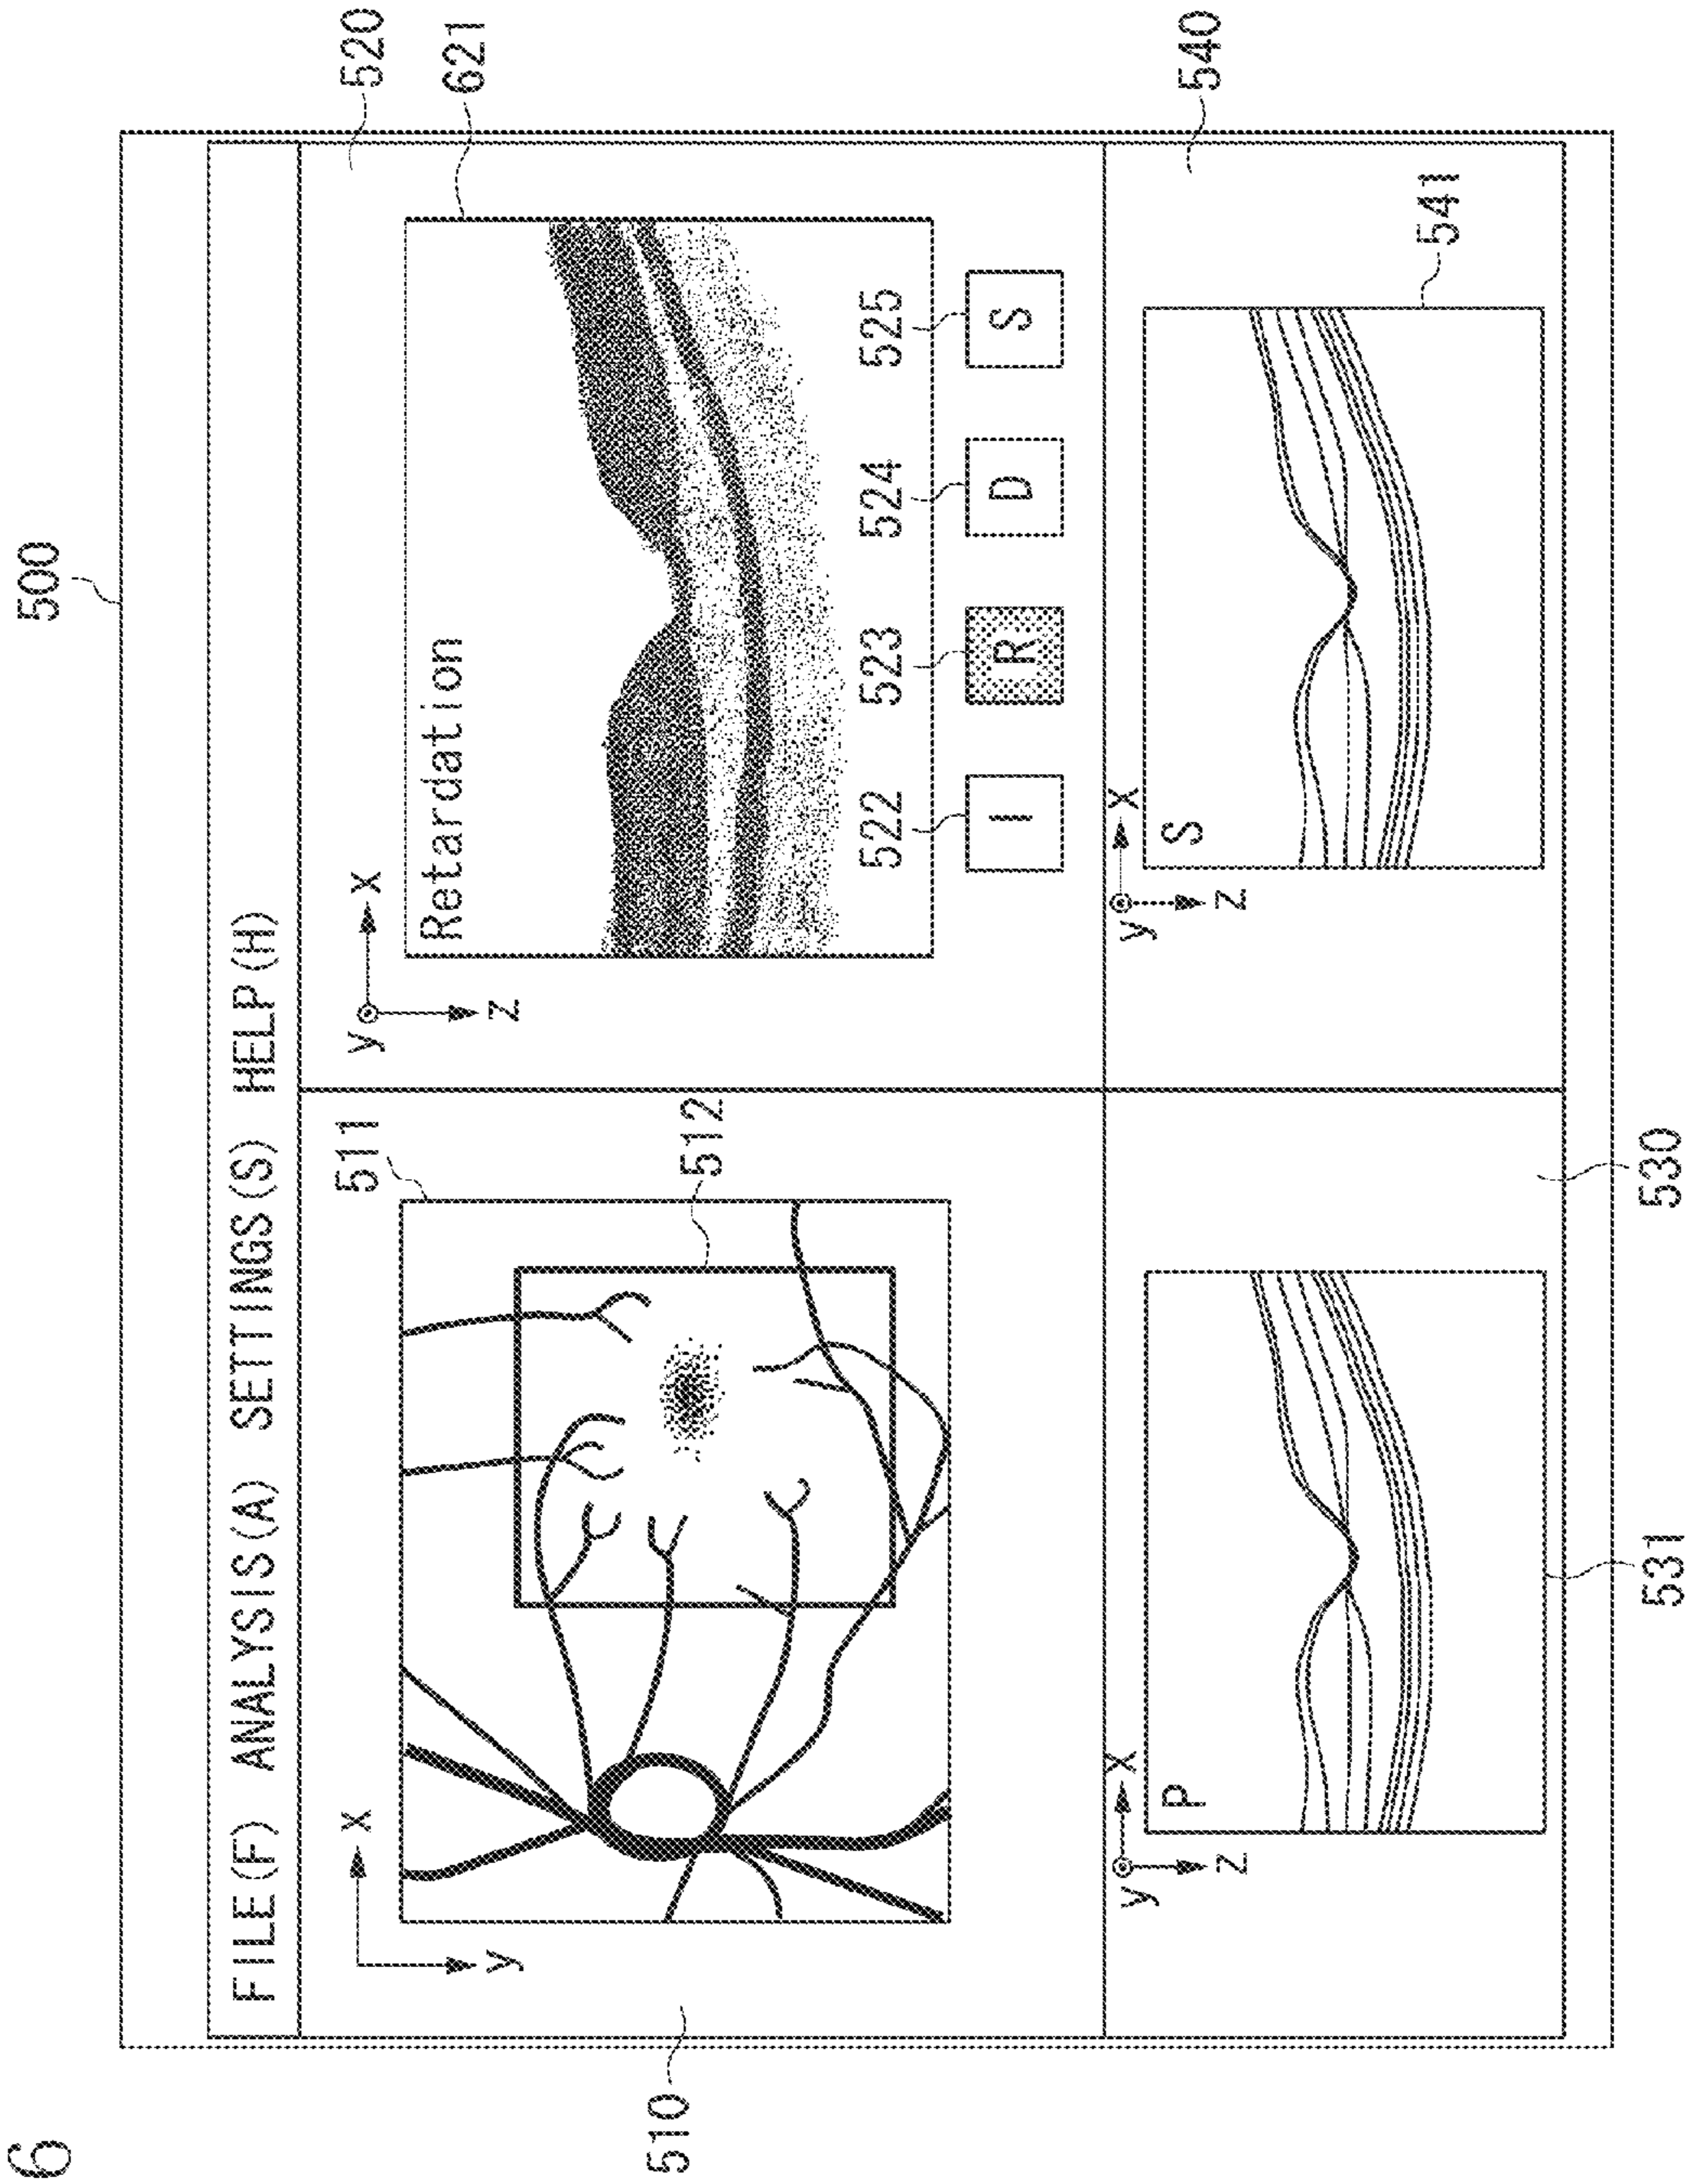 6
500
FILE(F) ANALYSIS(A) SETTINGS(S) HELP(H)
x
y
511
512
510
y
x
z
520
621
Retardation
522
523
524
525
I
R
D
S
y
x
z
P
531
530
y
x
z
S
540
541